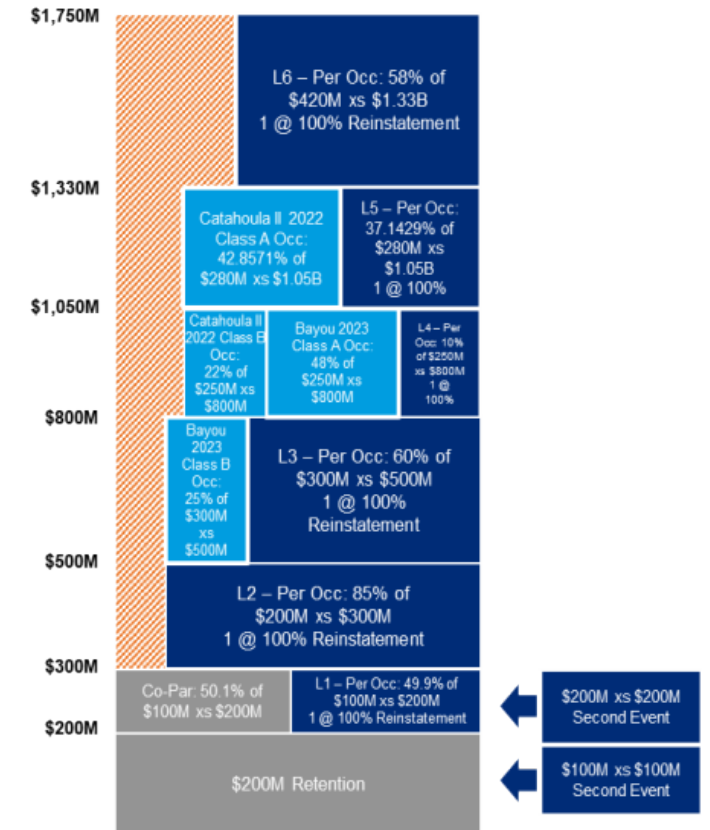 $1,750M
L6 – Per Occ: 58% of
$420M xs $1.33B
1 @ 100% Reinstatement
$1,330M
Catahoula II 2022
Class A Occ:
42.8571% of
$280M xs $1.05B
L5 – Per Occ:
37.1429% of
$280M xs
$1.05B
1 @ 100%
$1,050M
Catahoula II
2022 Class B
Occ:
22% of
$250M xs
$800M
Bayou 2023
Class A Occ:
48% of
$250M xs
$800M
L4 – Per
Occ: 10%
of $250M
xs $800M
1 @
100%
$800M
Bayou
2023
Class B
Occ:
25% of
$300M
xs
$500M
L3 – Per Occ: 60% of
$300M xs $500M
1 @ 100%
Reinstatement
$500M
L2 – Per Occ: 85% of
$200M xs $300M
1 @ 100% Reinstatement
$300M
Co-Par: 50.1% of
$100M xs $200M
L1 – Per Occ: 49.9% of
$100M xs $200M
1 @ 100% Reinstatement
$200M xs $200M
Second Event
$200M
$200M Retention
$100M xs $100M
Second Event